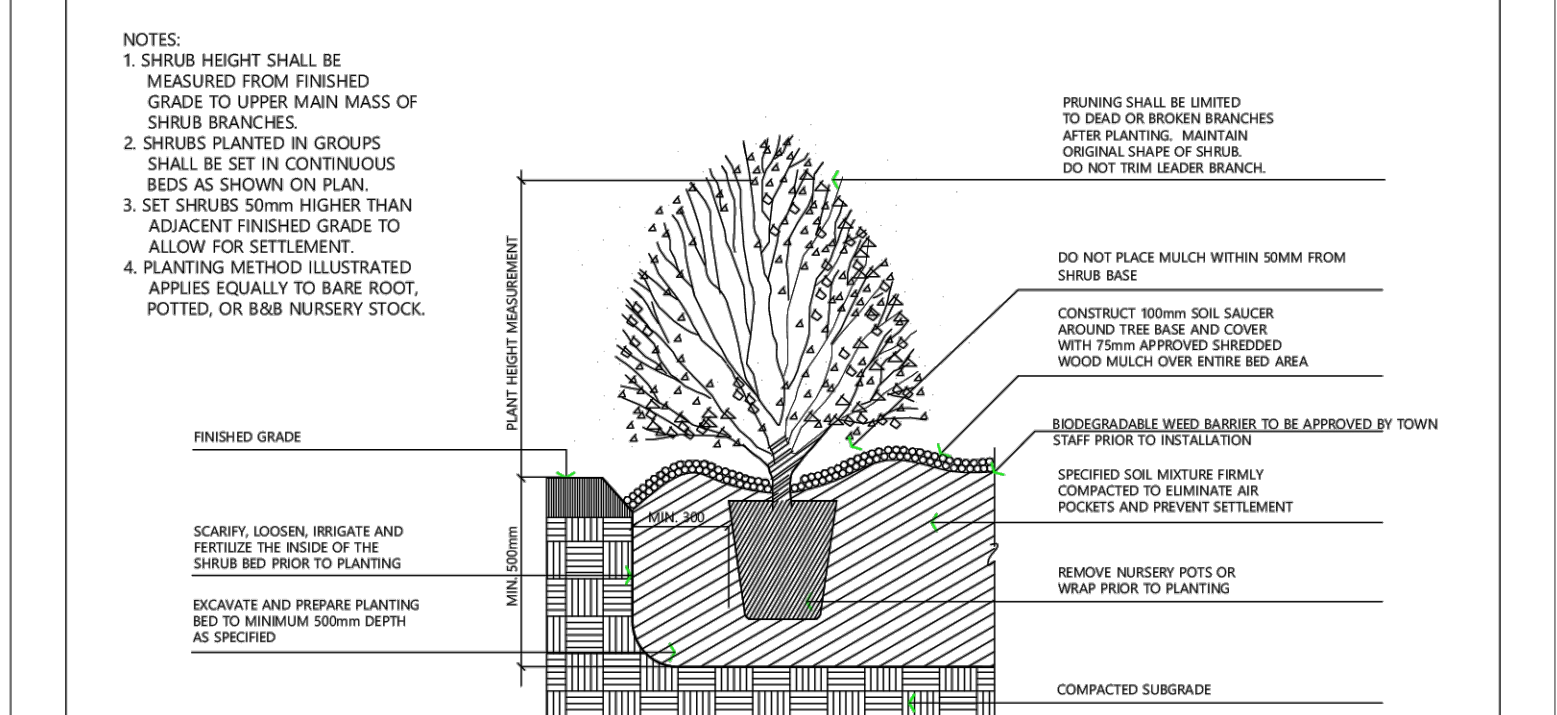 NOTES:
1. SHRUB HEIGHT SHALL BE
MEASURED FROM FINISHED
GRADE TO UPPER MAIN MASS OF
SHRUB BRANCHES.
2. SHRUBS PLANTED IN GROUPS
SHALL BE SET IN CONTINUOUS
BEDS AS SHOWN ON PLAN.
3. SET SHRUBS 50mm HIGHER THAN
ADJACENT FINISHED GRADE TO
ALLOW FOR SETTLEMENT.
4. PLANTING METHOD ILLUSTRATED
APPLIES EQUALLY TO BARE ROOT,
POTTED, OR B&B NURSERY STOCK.
FINISHED GRADE
SCARIFY, LOOSEN, IRRIGATE AND
FERTILIZE THE INSIDE OF THE
SHRUB BED PRIOR TO PLANTING
EXCAVATE AND PREPARE PLANTING
BED TO MINIMUM 500mm DEPTH
AS SPECIFIED
PLANT HEIGHT MEASUREMENT
MIN. 500mm
MIN. 300
PRUNING SHALL BE LIMITED
TO DEAD OR BROKEN BRANCHES
AFTER PLANTING. MAINTAIN
ORIGINAL SHAPE OF SHRUB.
DO NOT TRIM LEADER BRANCH.
DO NOT PLACE MULCH WITHIN 50MM FROM
SHRUB BASE
CONSTRUCT 100mm SOIL SAUCER
AROUND TREE BASE AND COVER
WITH 75mm APPROVED SHREDDED
WOOD MULCH OVER ENTIRE BED AREA
BIODEGRADABLE WEED BARRIER TO BE APPROVED BY TOWN
STAFF PRIOR TO INSTALLATION
SPECIFIED SOIL MIXTURE FIRMLY
COMPACTED TO ELIMINATE AIR
POCKETS AND PREVENT SETTLEMENT
REMOVE NURSERY POTS OR
WRAP PRIOR TO PLANTING
COMPACTED SUBGRADE